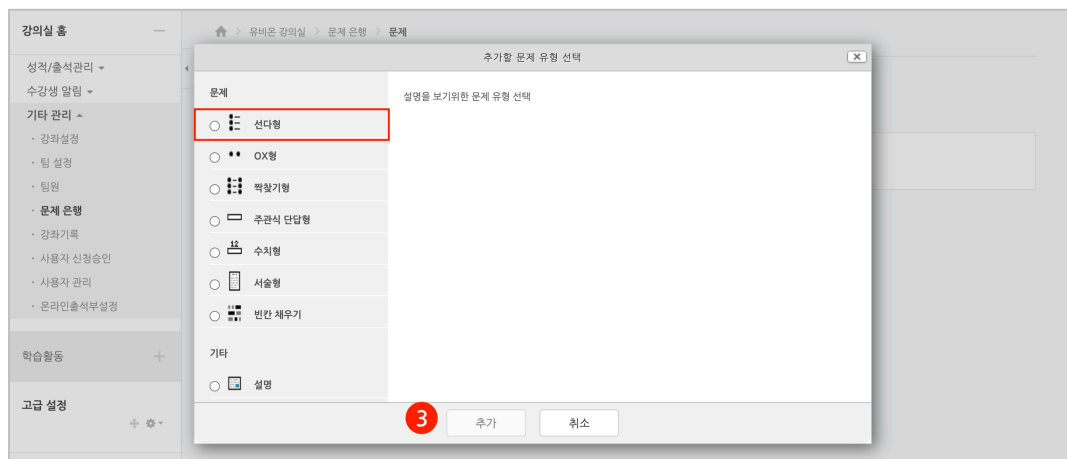 강의실 홈
유비온 강의실 > 문제 은행 > 문제
성적/출석관리
수강생 알림
기타 관리
· 강좌설정
· 팀 설정
· 팀원
· 문제 은행
· 강좌기록
· 사용자 신청승인
· 사용자 관리
· 온라인출석부설정
학습활동
고급 설정
추가할 문제 유형 선택
문제
선다형
OX형
짝찾기형
주관식 단답형
12
수치형
서술형
빈칸 채우기
기타
설명
설명을 보기위한 문제 유형 선택
3
추가
취소